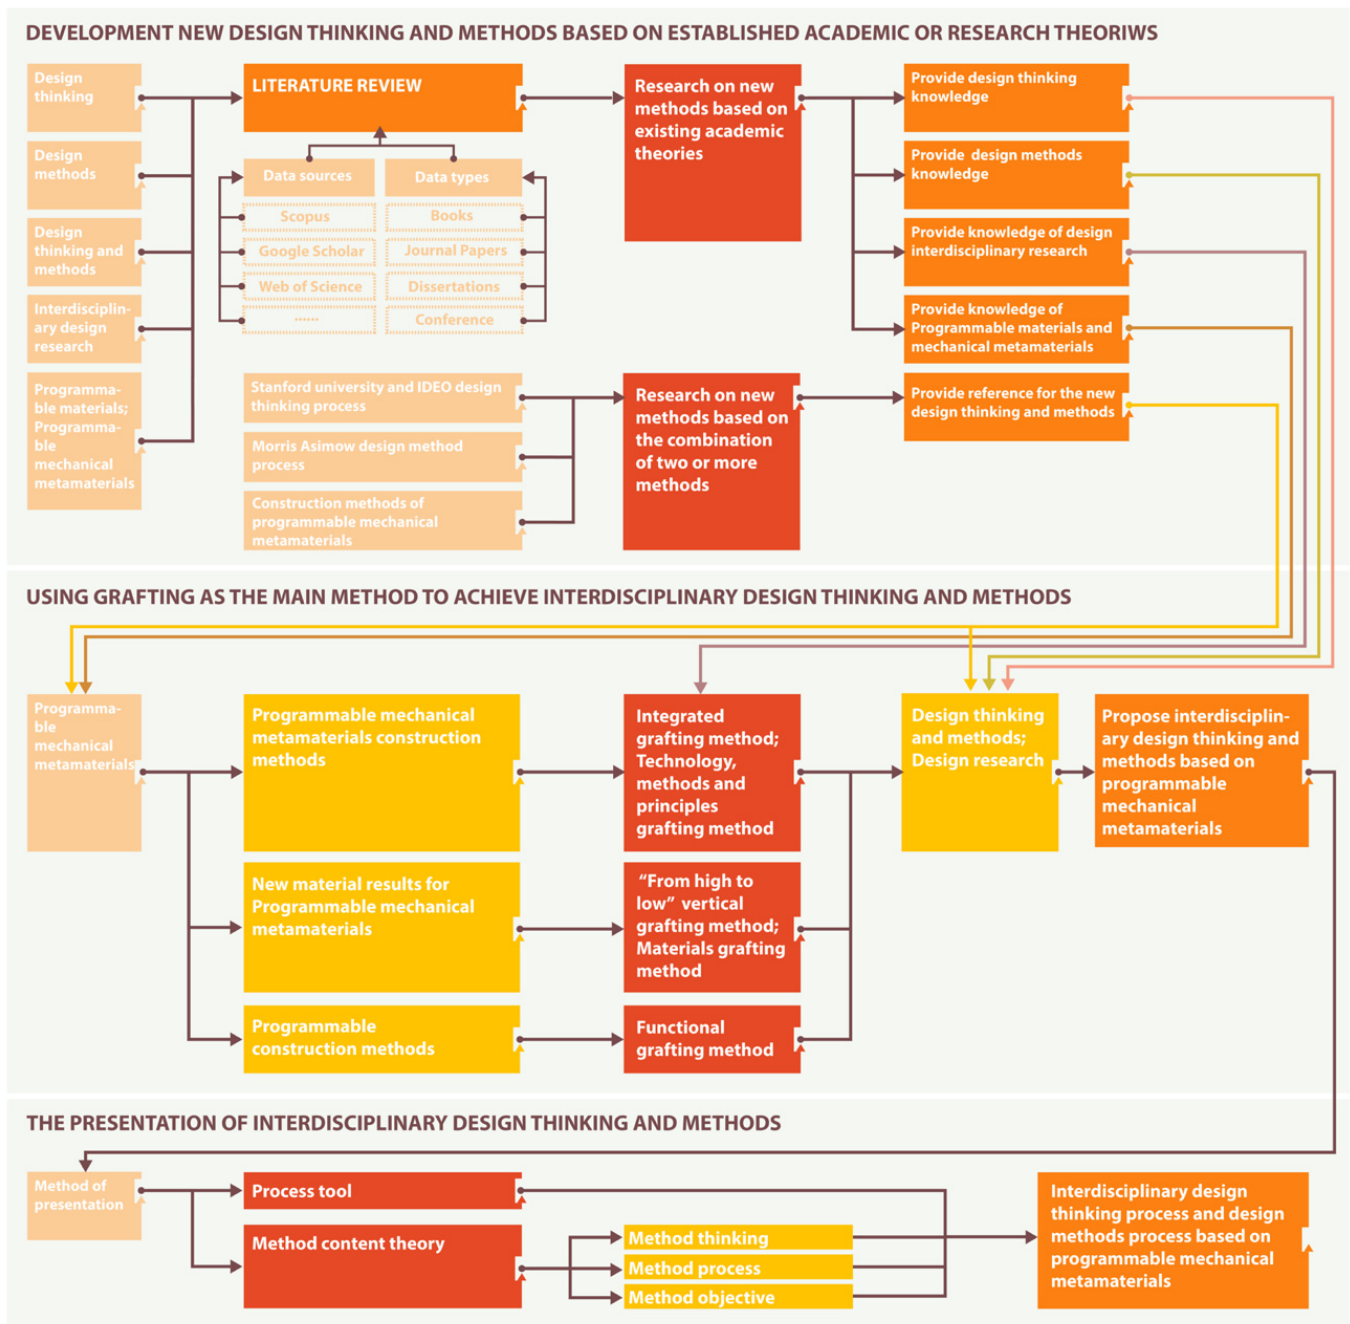 DEVELOPMENT NEW DESIGN THINKING AND METHODS BASED ON ESTABLISHED ACADEMIC OR RESEARCH THEORIWS
Design
thinking
Design
methods
Design
thinking and
methods
Interdisciplin-
ary design
research
Programma-
ble materials;
Programma-
ble
mechanical
metamaterials
LITERATURE REVIEW
Data sources
Scopus
Google Scholar
Web of Science
......
Data types
Books
Journal Papers
Dissertations
Conference
Stanford university and IDEO design
thinking process
Morris Asimow design method
process
Construction methods of
programmable mechanical
metamaterials
Research on new
methods based on
existing academic
theories
Research on new
methods based on
the combination
of two or more
methods
Provide design thinking
knowledge
Provide design methods
knowledge
Provide knowledge of design
interdisciplinary research
Provide knowledge of
Programmable materials and
mechanical metamaterials
Provide reference for the new
design thinking and methods
USING GRAFTING AS THE MAIN METHOD TO ACHIEVE INTERDISCIPLINARY DESIGN THINKING AND METHODS
Programma-
ble
mechanical
metamaterials
Programmable mechanical
metamaterials construction
methods
New material results for
Programmable mechanical
metamaterials
Programmable
construction methods
Integrated
grafting method;
Technology,
methods and
principles
grafting method
“From high to
low” vertical
grafting method;
Materials grafting
method
Functional
grafting method
Design thinking
and methods;
Design research
Propose interdisciplin-
ary design thinking and
methods based on
programmable
mechanical
metamaterials
THE PRESENTATION OF INTERDISCIPLINARY DESIGN THINKING AND METHODS
Method of
presentation
Process tool
Method content theory
Method thinking
Method process
Method objective
Interdisciplinary design
thinking process and design
methods process based on
programmable mechanical
metamaterials